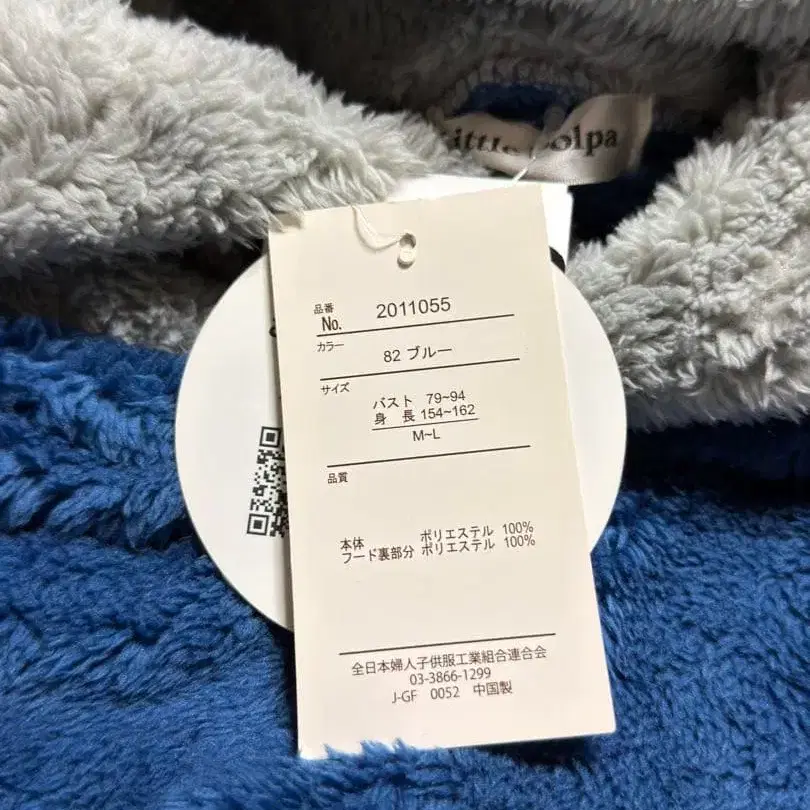 品番
No. 2011055
カラー
82 ブルー
サイズ
バスト 79~94
身 長 154~162
M~L
品質
本体 ポリエステル 100%
フード裏部分 ポリエステル 100%
全日本婦人子供服工業組合連合会
03-3866-1299
J-GF 0052 中国製